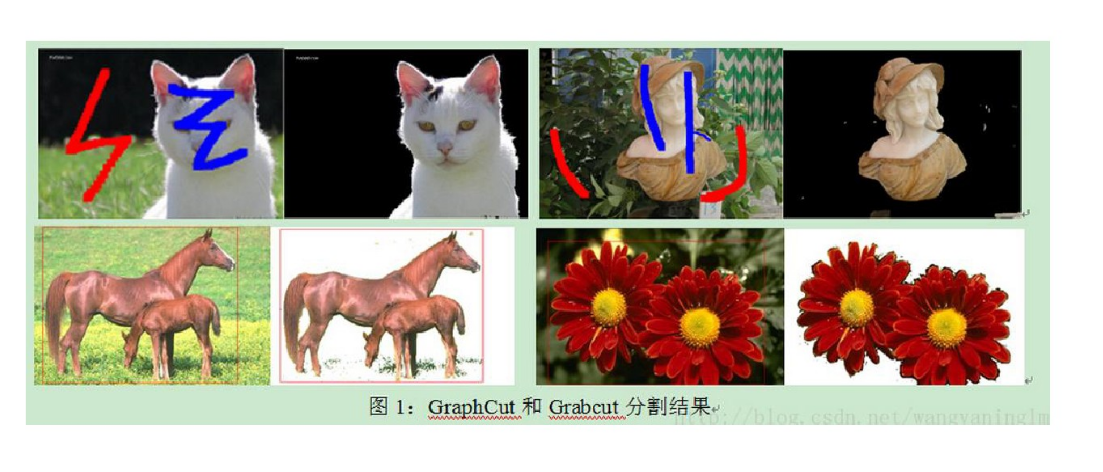 图 1：GraphCut 和 Grabcut 分割结果
http://blog.csdn.net/wangyaninglm